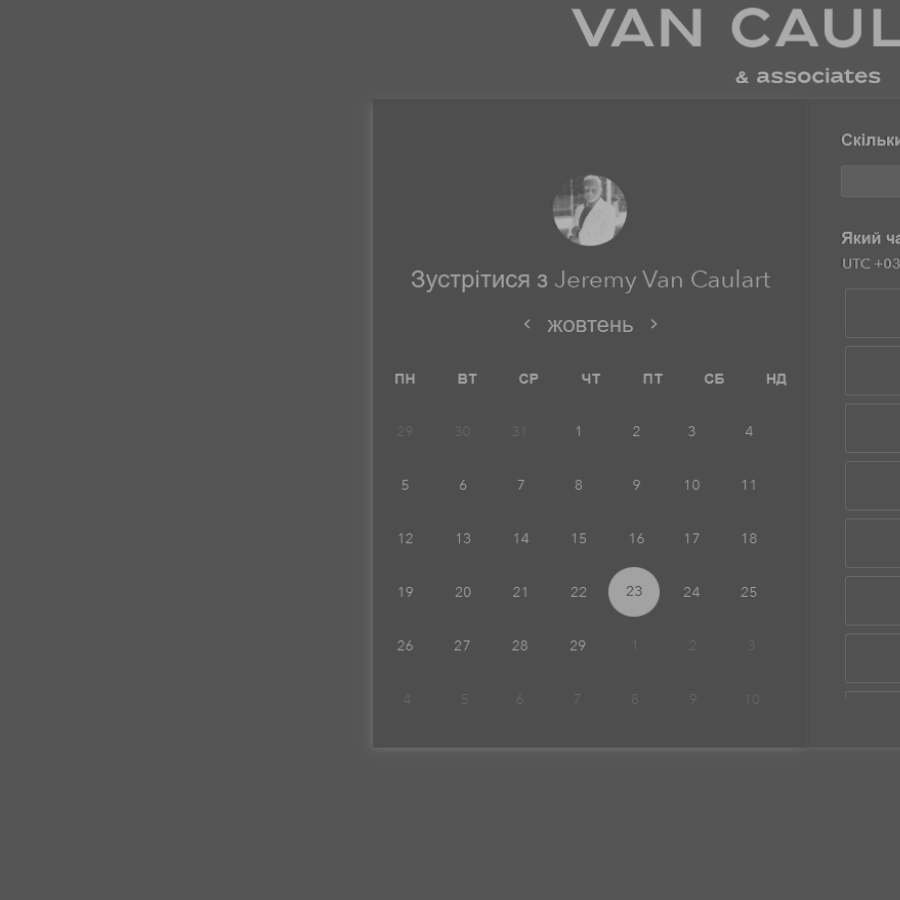 VAN CAUL
& associates
Зустрітися з Jeremy Van Caulart
< жовтень >
ПН ВТ СР ЧТ ПТ СБ НД
29 30 31 1 2 3 4
5 6 7 8 9 10 11
12 13 14 15 16 17 18
19 20 21 22 23 24 25
26 27 28 29 1 2 3
4 5 6 7 8 9 10
Скільки
Який ча
UTC +03